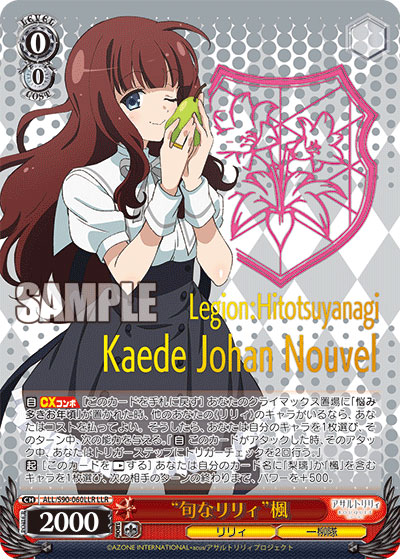 LEVEL
0
0
COST
SAMPLE
Legion:Hitotsuyanagi
Kaede Johan Nouvel
自 CXコンボ [このカードを手札に戻す] あなたのクライマックス置場に「悩み
多きお年頃」が置かれた時、他のあなたの《リリィ》のキャラがいるなら、あな
たはコストを払ってよい。そうしたら、あなたは自分のキャラを1枚選び、そ
のターン中、次の能力を与える。『自 このカードがアタックした時、そのアタック
中、あなたはトリガーステップにトリガーチェックを2回行う。』
起 [このカードを する] あなたは自分のカード名に「梨璃」か「楓」を含む
キャラを1枚選び、次の相手のターンの終わりまで、パワーを+500。
CH
ALL/S90-060LLR LLR
2000
“旬なリリィ”楓
リリィ
一柳隊
アサルトリリィ
©AZONE INTERNATIONAL・acus/アサルトリリィプロジェクト